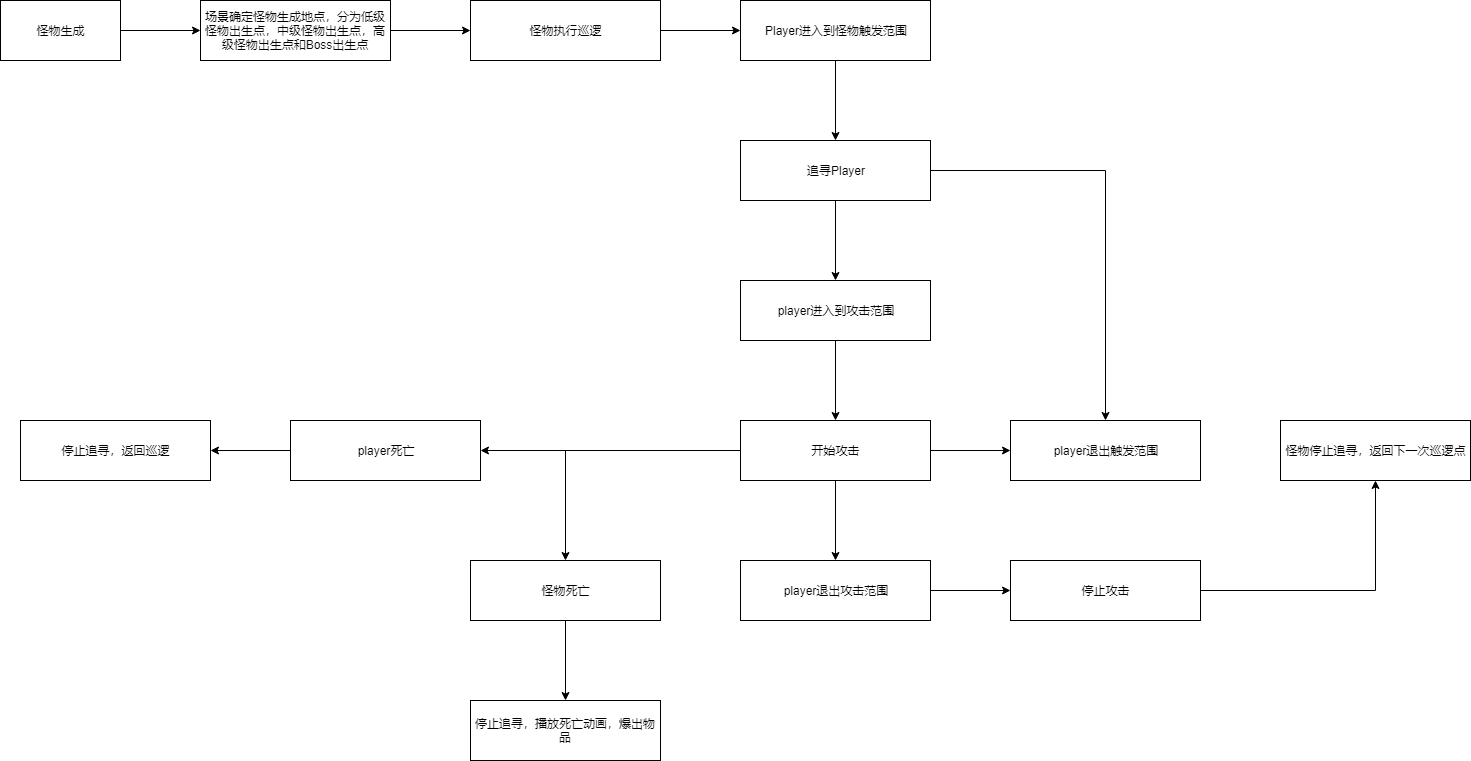 怪物生成
场景确定怪物生成地点，分为低级
怪物出生点，中级怪物出生点，高
级怪物出生点和Boss出生点
怪物执行巡逻
Player进入到怪物触发范围
追寻Player
player进入到攻击范围
停止追寻，返回巡逻
player死亡
开始攻击
player退出触发范围
怪物停止追寻，返回下一次巡逻点
怪物死亡
player退出攻击范围
停止攻击
停止追寻，播放死亡动画，爆出物
品